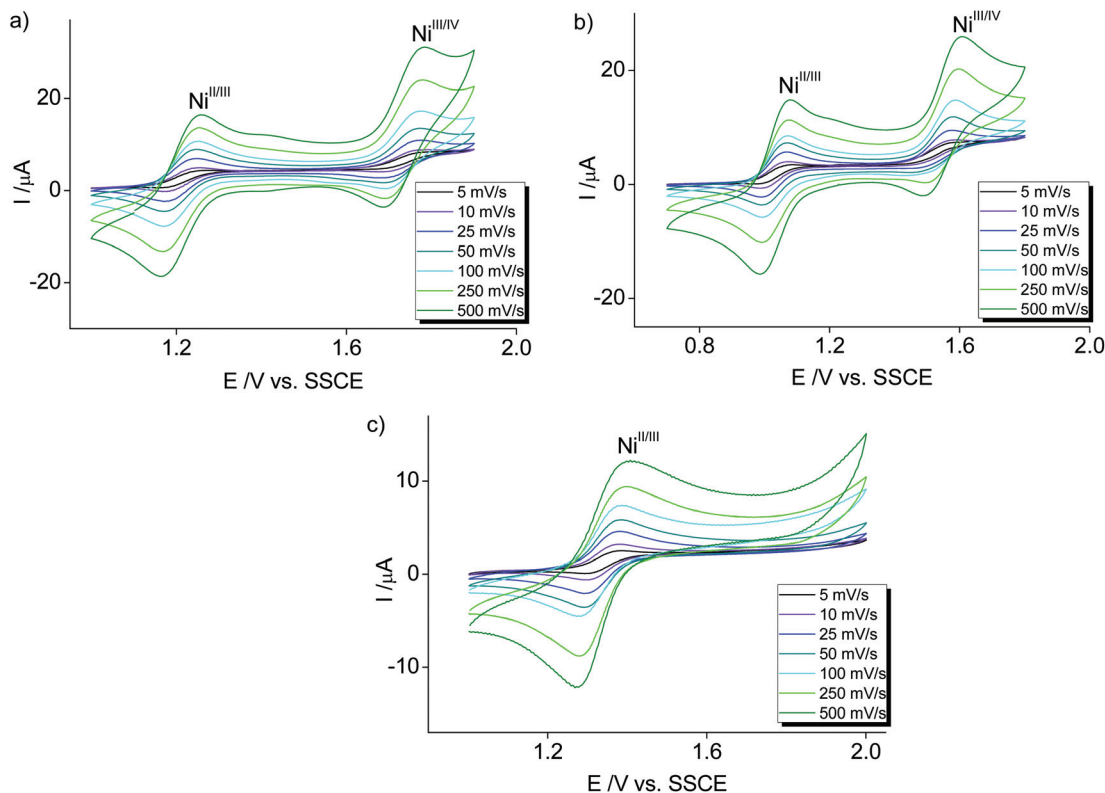 a)
Ni^II/III
Ni^III/IV
20
0
-20
I /µA
5 mV/s
10 mV/s
25 mV/s
50 mV/s
100 mV/s
250 mV/s
500 mV/s
1.2
1.6
2.0
E /V vs. SSCE
b)
Ni^II/III
Ni^III/IV
20
0
-20
I /µA
5 mV/s
10 mV/s
25 mV/s
50 mV/s
100 mV/s
250 mV/s
500 mV/s
0.8
1.2
1.6
2.0
E /V vs. SSCE
c)
Ni^II/III
10
0
-10
I /µA
5 mV/s
10 mV/s
25 mV/s
50 mV/s
100 mV/s
250 mV/s
500 mV/s
1.2
1.6
2.0
E /V vs. SSCE